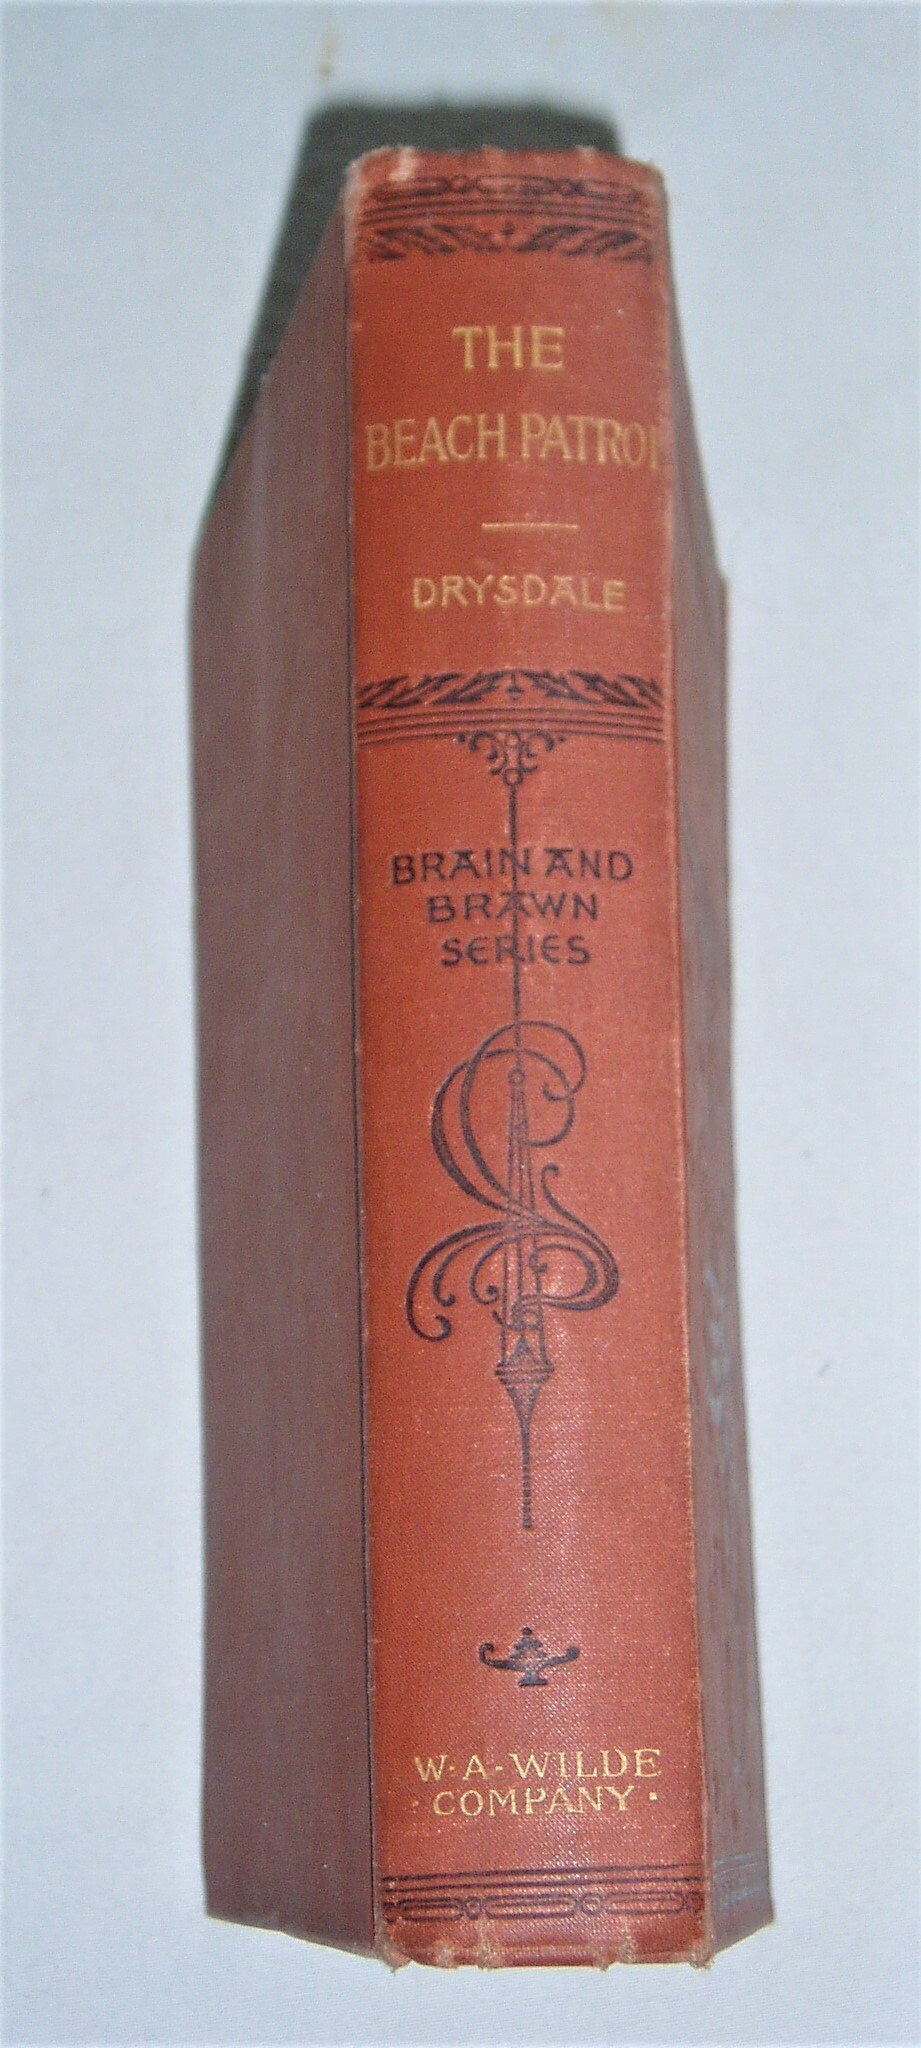 THE
BEACH PATROL
DRYSDALE
BRAIN AND
BRAWN
SERIES
W·A·WILDE
·COMPANY·